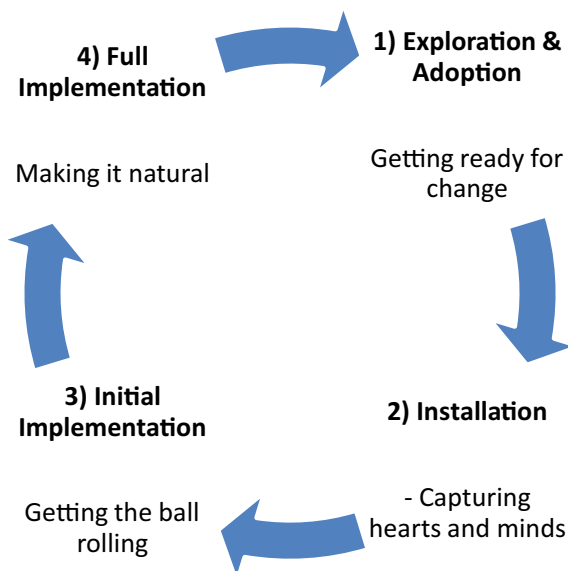 1) Exploration &
Adoption
Getting ready for
change
2) Installation
- Capturing
hearts and minds
3) Initial
Implementation
Getting the ball
rolling
4) Full
Implementation
Making it natural